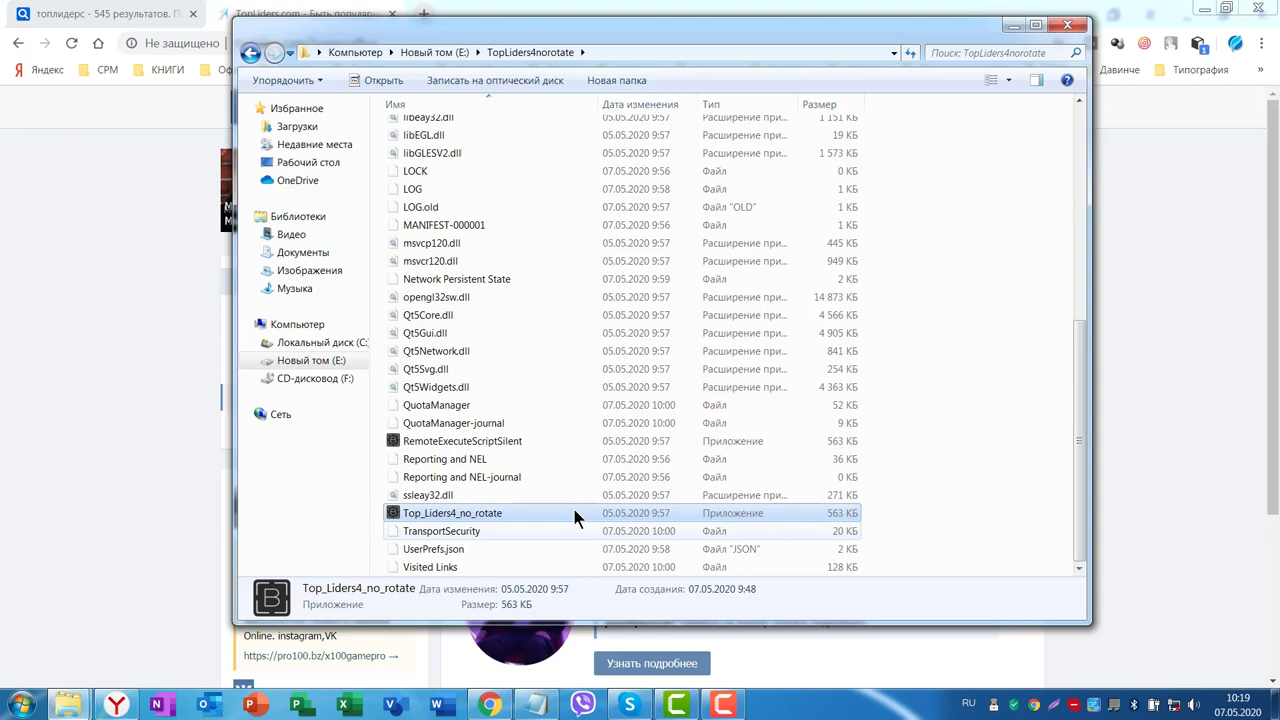 топлидерс - 545 результатов. П
TopLiders.com - Быть популяр
Не защищено
Яндекс
СРМ
КНИГИ
Давинче
Типография
»
Компьютер
Новый том (E:)
TopLiders4norotate
Поиск: TopLiders4norotate
Упорядочить
Открыть
Записать на оптический диск
Новая папка
Имя
Дата изменения
Тип
Размер
libeay32.dll 05.05.2020 9:57 Расширение при... 1 151 КБ
libEGL.dll 05.05.2020 9:57 Расширение при... 19 КБ
libGLESV2.dll 05.05.2020 9:57 Расширение при... 1 573 КБ
LOCK 07.05.2020 9:56 Файл 0 КБ
LOG 07.05.2020 9:58 Файл 1 КБ
LOG.old 07.05.2020 9:56 Файл "OLD" 1 КБ
MANIFEST-000001 07.05.2020 9:56 Файл 1 КБ
msvcp120.dll 05.05.2020 9:57 Расширение при... 445 КБ
msvcr120.dll 05.05.2020 9:57 Расширение при... 949 КБ
Network Persistent State 07.05.2020 9:59 Файл 2 КБ
opengl32sw.dll 05.05.2020 9:57 Расширение при... 14 873 КБ
Qt5Core.dll 05.05.2020 9:57 Расширение при... 4 566 КБ
Qt5Gui.dll 05.05.2020 9:57 Расширение при... 4 905 КБ
Qt5Network.dll 05.05.2020 9:57 Расширение при... 841 КБ
Qt5Svg.dll 05.05.2020 9:57 Расширение при... 254 КБ
Qt5Widgets.dll 05.05.2020 9:57 Расширение при... 4 363 КБ
QuotaManager 07.05.2020 10:00 Файл 52 КБ
QuotaManager-journal 07.05.2020 10:00 Файл 9 КБ
RemoteExecuteScriptSilent 05.05.2020 9:57 Приложение 563 КБ
Reporting and NEL 07.05.2020 9:56 Файл 36 КБ
Reporting and NEL-journal 07.05.2020 9:56 Файл 0 КБ
ssleay32.dll 05.05.2020 9:57 Расширение при... 271 КБ
Top_Liders4_no_rotate 05.05.2020 9:57 Приложение 563 КБ
TransportSecurity 07.05.2020 10:00 Файл 20 КБ
UserPrefs.json 07.05.2020 9:58 Файл "JSON" 2 КБ
Visited Links 07.05.2020 10:00 Файл 128 КБ
Избранное
Загрузки
Недавние места
Рабочий стол
OneDrive
Библиотеки
Видео
Документы
Изображения
Музыка
Компьютер
Локальный диск (C:
Новый том (E:)
CD-дисковод (F:)
Сеть
Top_Liders4_no_rotate Дата изменения: 05.05.2020 9:57 Дата создания: 07.05.2020 9:48
Приложение Размер: 563 КБ
Online. instagram,VK
https://pro100.bz/x100gamepro →
Узнать подробнее
RU
10:19
07.05.2020